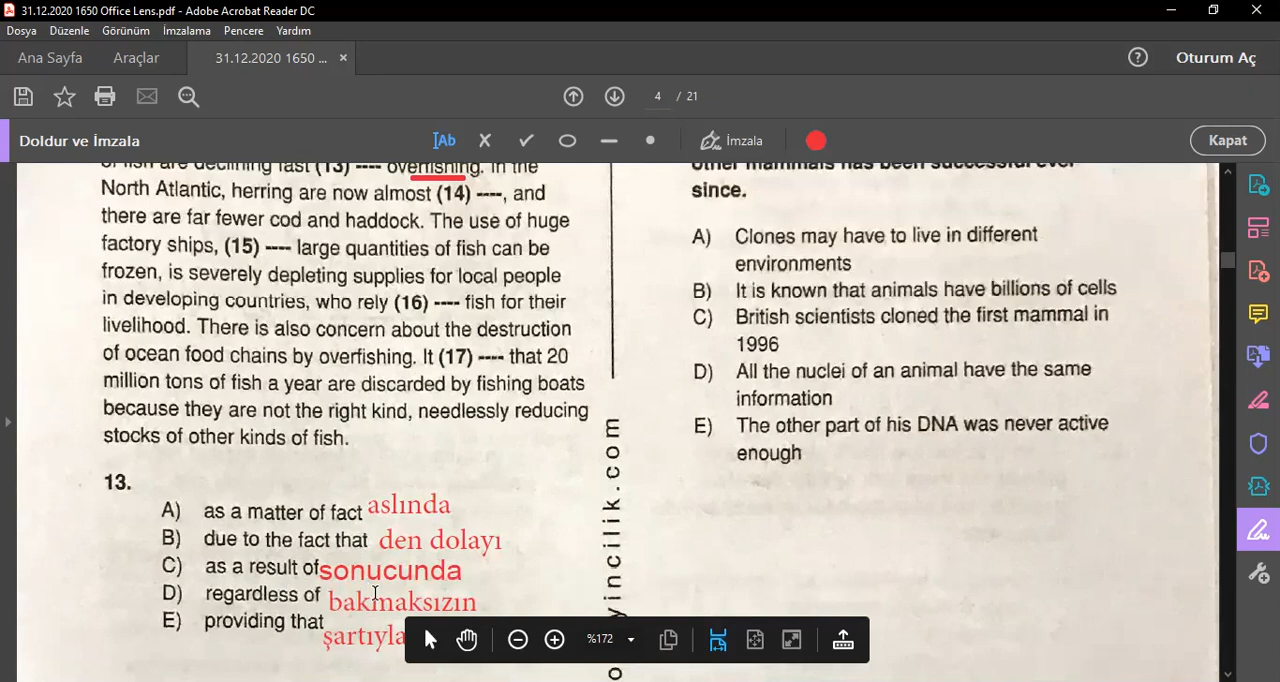 31.12.2020 1650 Office Lens.pdf - Adobe Acrobat Reader DC
Dosya Düzenle Görünüm İmzalama Pencere Yardım
Ana Sayfa Araçlar 31.12.2020 1650 ... × Oturum Aç
4 / 21
Doldur ve İmzala Ab İmzala Kapat
of fish are declining fast (13) ---- overfishing. In the
North Atlantic, herring are now almost (14) ----, and
there are far fewer cod and haddock. The use of huge
factory ships, (15) ---- large quantities of fish can be
frozen, is severely depleting supplies for local people
in developing countries, who rely (16) ---- fish for their
livelihood. There is also concern about the destruction
of ocean food chains by overfishing. It (17) ---- that 20
million tons of fish a year are discarded by fishing boats
because they are not the right kind, needlessly reducing
stocks of other kinds of fish.
13.
A) as a matter of fact aslında
B) due to the fact that den dolayı
C) as a result of sonucunda
D) regardless of bakmaksızın
E) providing that şartıyla
other mammals has been successful ever
since.
A) Clones may have to live in different
environments
B) It is known that animals have billions of cells
C) British scientists cloned the first mammal in
1996
D) All the nuclei of an animal have the same
information
E) The other part of his DNA was never active
enough
yincilik.com
%172